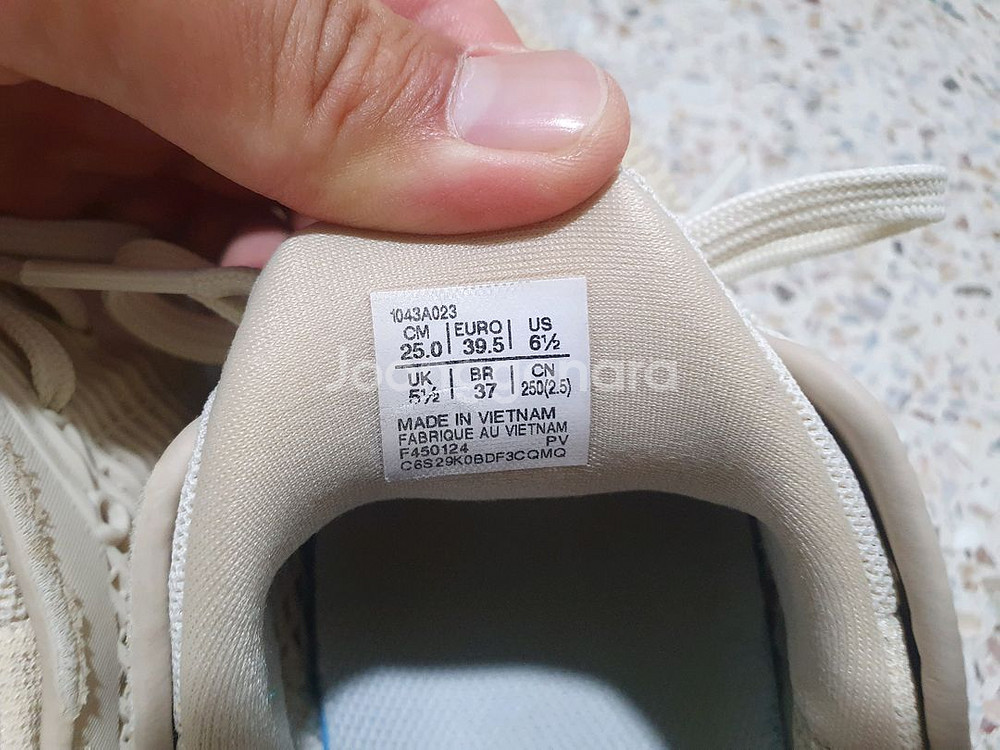 1043A023
CM | EURO | US
25.0 | 39.5 | 6½
UK | BR | CN
5½ | 37 | 250(2.5)
MADE IN VIETNAM
FABRIQUE AU VIETNAM
F450124 PV
C6S29K0BDF3CQMQ